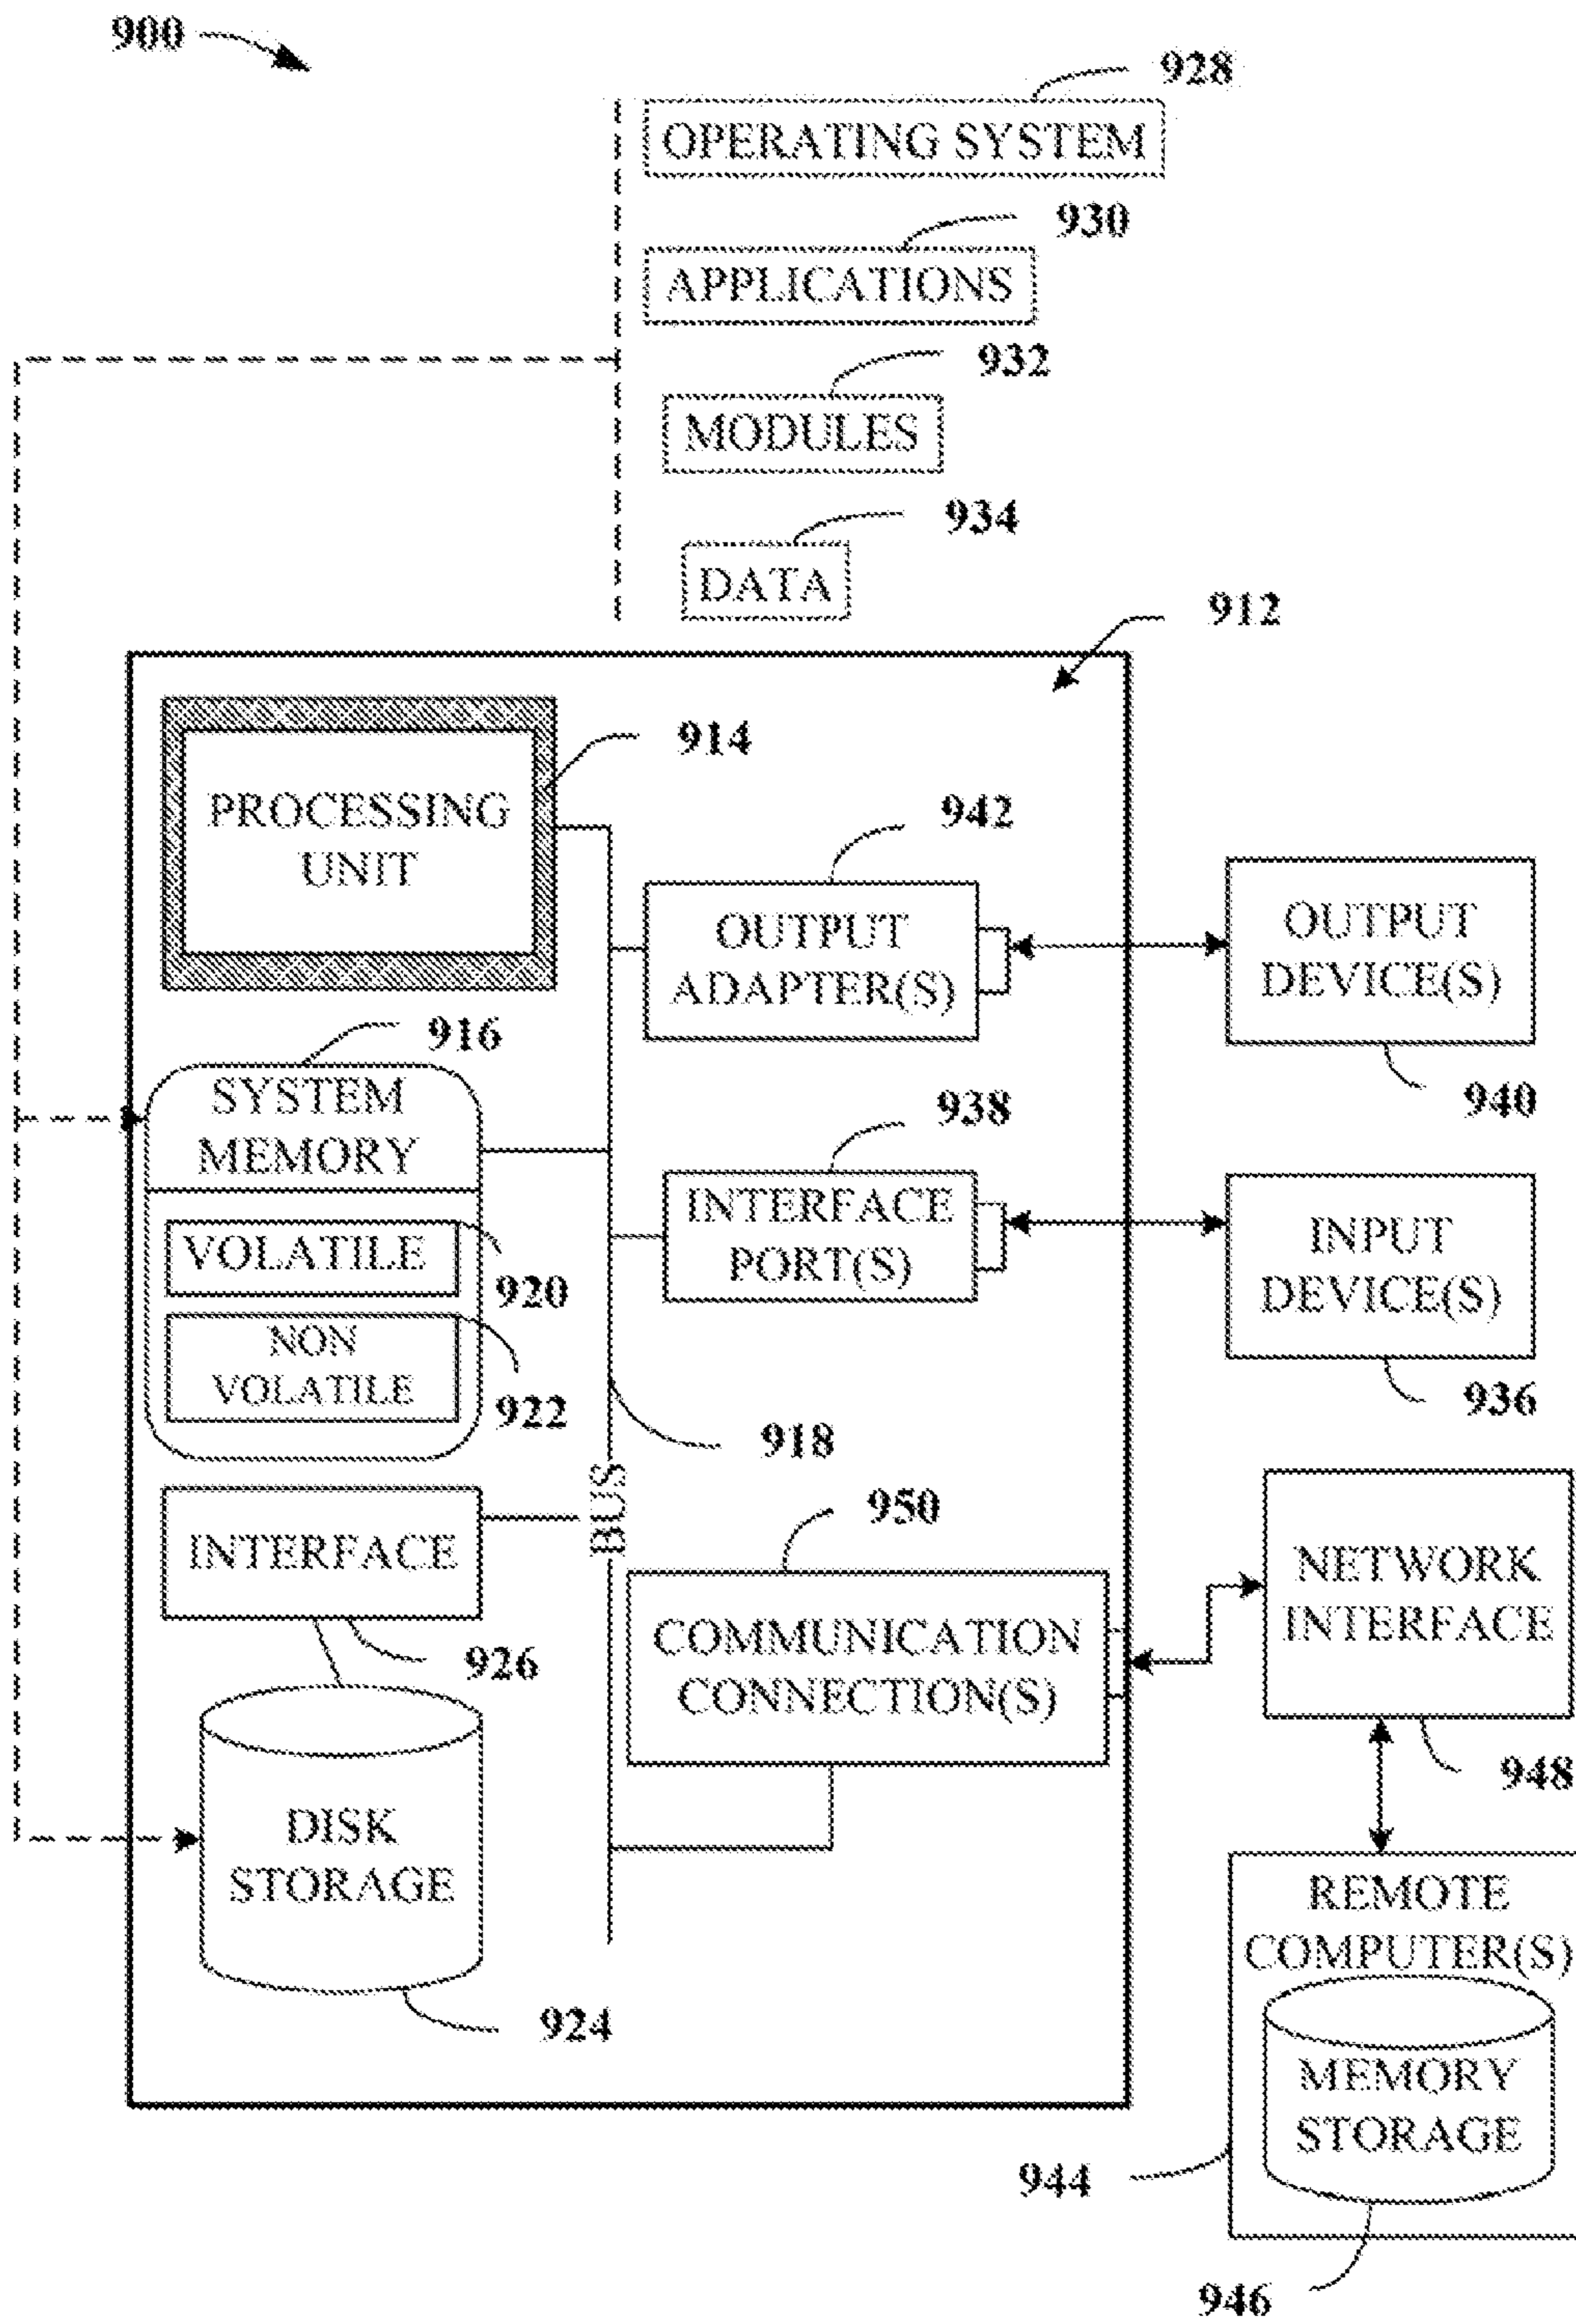 900
928
OPERATING SYSTEM
930
APPLICATIONS
932
MODULES
934
DATA
912
914
PROCESSING
UNIT
942
OUTPUT
ADAPTER(S)
OUTPUT
DEVICE(S)
940
916
SYSTEM
MEMORY
938
INTERFACE
PORT(S)
INPUT
DEVICE(S)
936
VOLATILE
920
NON
VOLATILE
922
918
BUS
INTERFACE
926
950
COMMUNICATION
CONNECTION(S)
NETWORK
INTERFACE
948
DISK
STORAGE
924
REMOTE
COMPUTER(S)
MEMORY
STORAGE
944
946